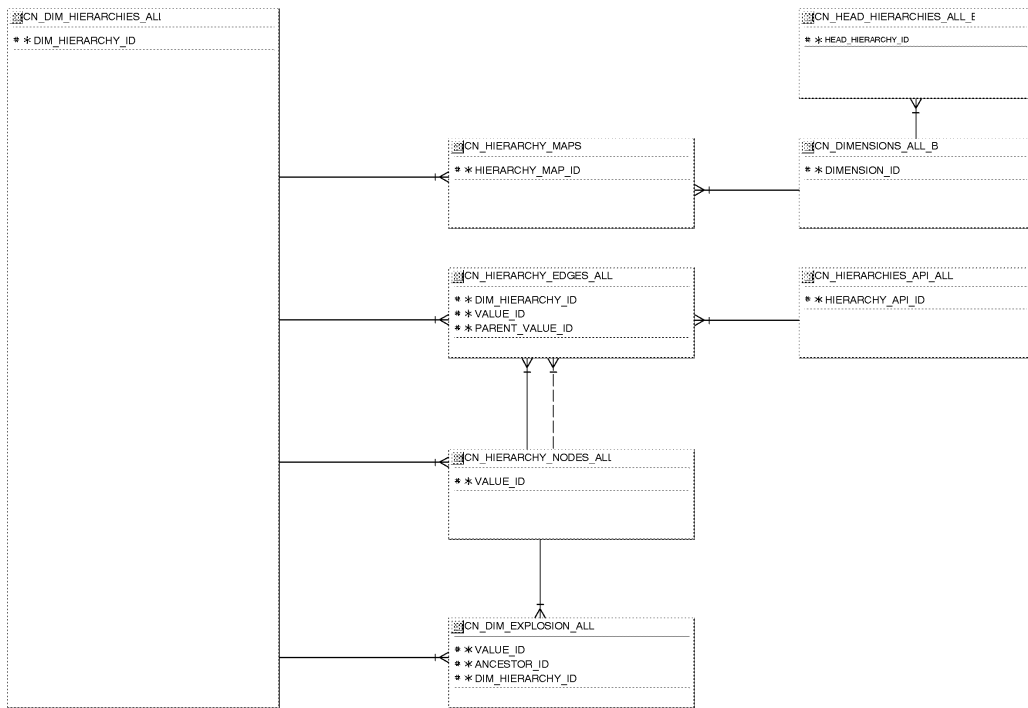 CN_DIM_HIERARCHIES_ALL
# * DIM_HIERARCHY_ID
CN_HEAD_HIERARCHIES_ALL_B
# * HEAD_HIERARCHY_ID
CN_HIERARCHY_MAPS
# * HIERARCHY_MAP_ID
CN_DIMENSIONS_ALL_B
# * DIMENSION_ID
CN_HIERARCHY_EDGES_ALL
# * DIM_HIERARCHY_ID
# * VALUE_ID
# * PARENT_VALUE_ID
CN_HIERARCHIES_API_ALL
# * HIERARCHY_API_ID
CN_HIERARCHY_NODES_ALL
# * VALUE_ID
CN_DIM_EXPLOSION_ALL
# * VALUE_ID
# * ANCESTOR_ID
# * DIM_HIERARCHY_ID